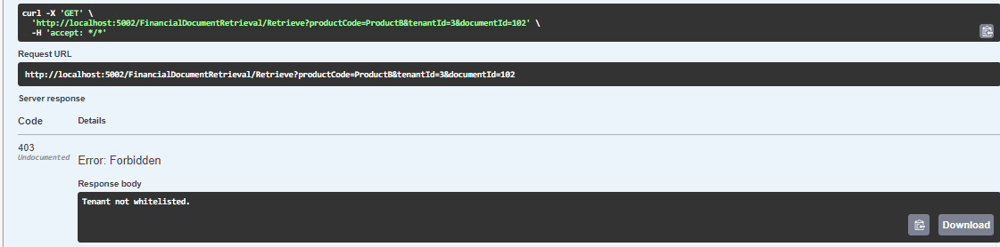 curl -X 'GET' \
'http://localhost:5002/FinancialDocumentRetrieval/Retrieve?productCode=ProductB&tenantId=3&documentId=102' \
-H 'accept: */*'
Request URL
http://localhost:5002/FinancialDocumentRetrieval/Retrieve?productCode=ProductB&tenantId=3&documentId=102
Server response
Code Details
403
Undocumented
Error: Forbidden
Response body
Tenant not whitelisted.
Download